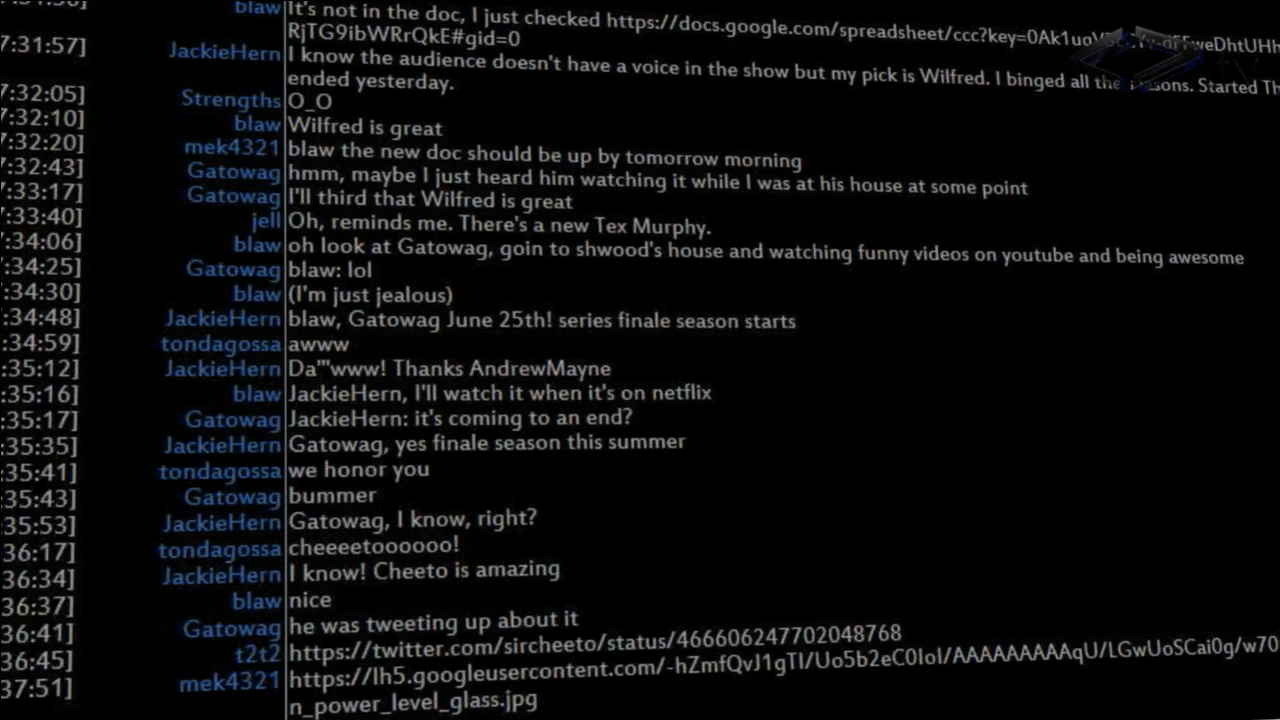 blaw It's not in the doc, I just checked https://docs.google.com/spreadsheet/ccc?
RjTG9ibWRrQkE#gid=0
7:31:57] JackieHern I know the audience doesn't have a voice in the show but my pick is Wilfred. I binged all the seasons. Started
ended yesterday.
7:32:05] Strengths O_O
7:32:10] blaw Wilfred is great
7:32:20] mek4321 blaw the new doc should be up by tomorrow morning
7:32:43] Gatowag hmm, maybe I just heard him watching it while I was at his house at some point
7:33:17] Gatowag I'll third that Wilfred is great
7:33:40] jell Oh, reminds me. There's a new Tex Murphy.
:34:06] blaw oh look at Gatowag, goin to shwood's house and watching funny videos on youtube and being awesome
:34:25] Gatowag blaw: lol
:34:30] blaw (I'm just jealous)
:34:48] JackieHern blaw, Gatowag June 25th! series finale season starts
:34:59] tondagossa awww
:35:12] JackieHern Da"'www! Thanks AndrewMayne
:35:16] blaw JackieHern, I'll watch it when it's on netflix
:35:17] Gatowag JackieHern: it's coming to an end?
:35:35] JackieHern Gatowag, yes finale season this summer
:35:41] tondagossa we honor you
:35:43] Gatowag bummer
:35:53] JackieHern Gatowag, I know, right?
36:17] tondagossa cheeeetoooooo!
36:34] JackieHern I know! Cheeto is amazing
36:37] blaw nice
36:41] Gatowag he was tweeting up about it
36:45] t2t2 https://twitter.com/sircheeto/status/466606247702048768
37:51] mek4321 https://lh5.googleusercontent.com/-hZmfQvJ1gTI/Uo5b2eC0IoI/AAAAAAAAAqU/LGwUoSCai0g/w70
n_power_level_glass.jpg